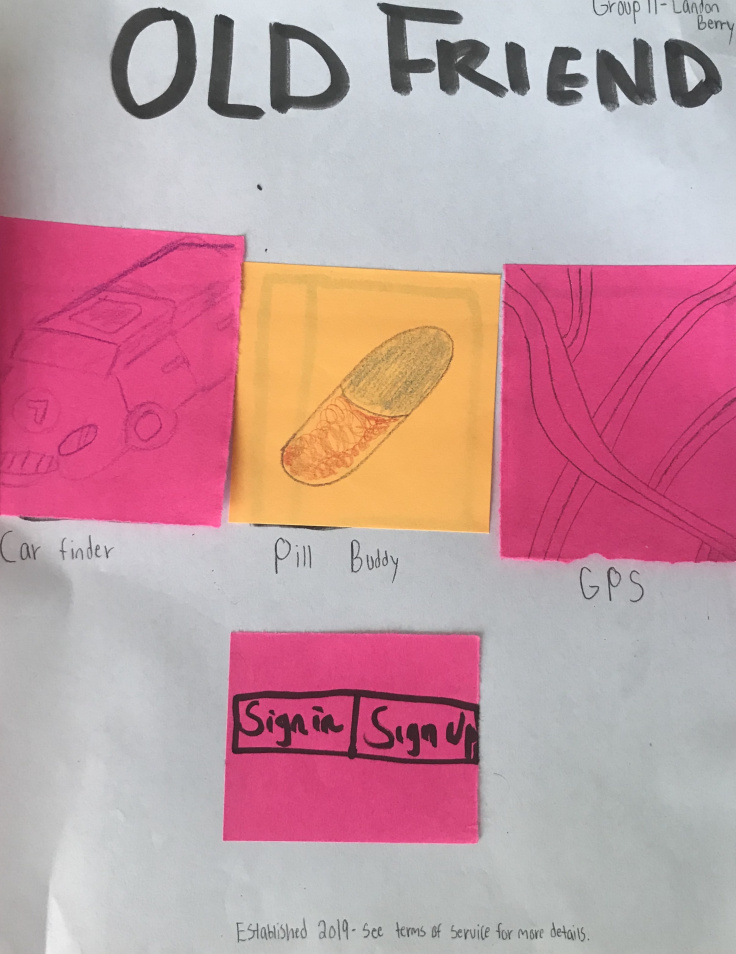 Group 11-Landon
Berry
OLD FRIEND
Car finder
Pill Buddy
GPS
Sign in Sign Up
Established 2019- See terms of service for more details.